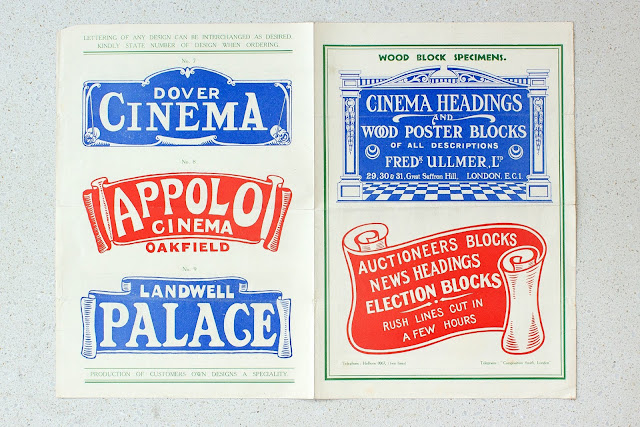 LETTERING OF ANY DESIGN CAN BE INTERCHANGED AS DESIRED
KINDLY STATE NUMBER OF DESIGN WHEN ORDERING.
No. 7
DOVER
CINEMA
No. 8
APPOLO
CINEMA
OAKFIELD
No. 9
LANDWELL
PALACE
PRODUCTION OF CUSTOMERS OWN DESIGNS A SPECIALITY.
WOOD BLOCK SPECIMENS.
CINEMA HEADINGS
AND
WOOD POSTER BLOCKS
OF ALL DESCRIPTIONS
FREDK ULLMER, LTD
29, 30 & 31, Great Saffron Hill, LONDON, E.C.1.
AUCTIONEERS BLOCKS
NEWS HEADINGS
ELECTION BLOCKS
RUSH LINES CUT IN
A FEW HOURS